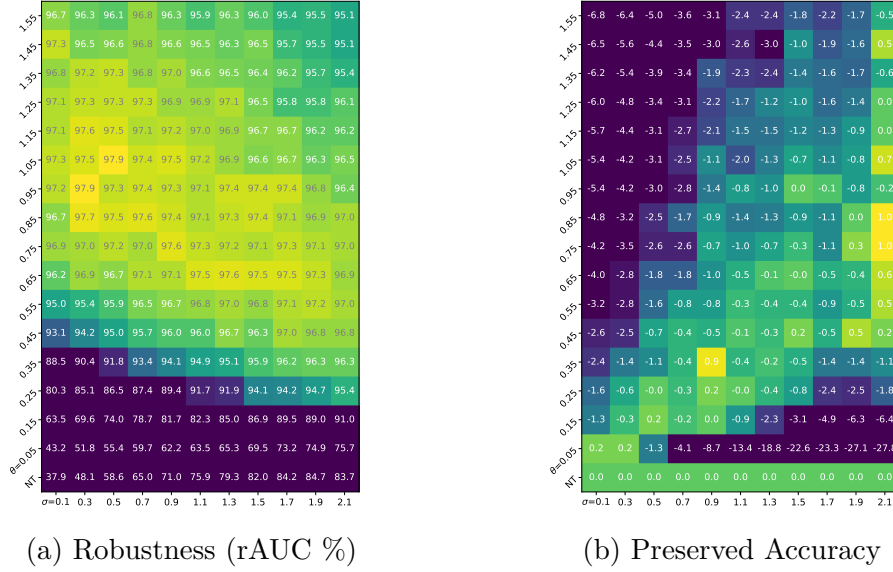 1.55 96.7 96.3 96.1 96.8 96.3 95.9 96.3 96.1 95.4 95.5 95.1
1.45 97.3 96.5 96.6 96.8 96.6 96.5 96.3 96.5 95.7 95.5 95.1
1.35 96.8 97.2 97.3 96.8 97.0 96.6 96.5 96.4 96.3 95.7 95.4
1.25 97.1 97.3 97.3 97.3 96.9 96.9 97.1 96.5 95.8 95.8 96.1
1.15 97.1 97.6 97.5 97.1 97.2 97.0 96.9 96.7 96.7 96.2 96.2
1.05 97.3 97.5 97.9 97.4 97.5 97.2 96.9 96.6 96.7 96.3 96.5
0.95 97.2 97.9 97.3 97.4 97.3 97.1 97.4 97.4 97.4 96.8 96.4
0.85 96.7 97.7 97.5 97.6 97.4 97.1 97.3 97.4 97.1 96.9 97.0
0.75 96.9 97.0 97.2 97.0 97.6 97.3 97.2 97.1 97.3 97.1 97.0
0.65 96.2 96.9 96.7 97.1 97.1 97.5 97.6 97.5 97.5 97.3 96.9
0.55 95.0 95.4 95.9 96.5 96.7 96.8 97.0 96.8 97.1 97.2 97.0
0.45 93.1 94.2 95.0 95.7 96.0 96.0 96.7 96.3 97.0 96.8 96.8
0.35 88.5 90.4 91.8 93.4 94.1 94.9 95.1 95.9 96.2 96.3 96.3
0.25 80.3 85.1 86.5 87.4 89.4 91.7 91.9 94.1 94.2 94.7 95.4
0.15 63.5 69.6 74.0 78.7 81.7 82.3 85.0 86.9 89.5 89.0 91.0
θ=0.05 43.2 51.8 55.4 59.7 62.2 63.5 65.3 69.5 73.2 74.9 75.7
NT 37.9 48.1 58.6 65.0 71.0 75.9 79.3 82.0 84.2 84.7 83.7
σ=0.1 0.3 0.5 0.7 0.9 1.1 1.3 1.5 1.7 1.9 2.1
(a) Robustness (rAUC %)
1.55 -6.8 -6.4 -5.0 -3.6 -3.1 -2.4 -2.4 -1.8 -2.2 -1.7 -0.5
1.45 -6.5 -5.6 -4.4 -3.5 -3.0 -2.6 -3.0 -1.0 -1.9 -1.6 0.5
1.35 -6.2 -5.4 -3.9 -3.4 -1.9 -2.3 -2.4 -1.4 -1.6 -1.7 -0.6
1.25 -6.0 -4.8 -3.4 -3.1 -2.2 -1.7 -1.2 -1.0 -1.6 -1.4 0.0
1.15 -5.7 -4.4 -3.1 -2.7 -2.1 -1.5 -1.5 -1.2 -1.3 -0.9 0.0
1.05 -5.4 -4.2 -3.1 -2.5 -1.1 -2.0 -1.3 -0.7 -1.1 -0.8 0.7
0.95 -5.4 -4.2 -3.0 -2.8 -1.4 -0.8 -1.0 0.0 -0.1 -0.8 -0.2
0.85 -4.8 -3.2 -2.5 -1.7 -0.9 -1.4 -1.3 -0.9 -1.1 0.0 1.0
0.75 -4.2 -3.5 -2.6 -2.6 -0.7 -1.0 -0.7 -0.3 -1.1 0.3 1.0
0.65 -4.0 -2.8 -1.8 -1.8 -1.0 -0.5 -0.1 -0.0 -0.5 -0.4 0.6
0.55 -3.2 -2.8 -1.6 -0.8 -0.8 -0.3 -0.4 -0.4 -0.9 -0.5 0.5
0.45 -2.6 -2.5 -0.7 -0.4 -0.5 -0.1 -0.5 0.2 -0.5 0.5 0.2
0.35 -2.4 -1.4 -1.1 -0.4 0.9 -0.4 -0.2 -0.5 -1.4 -1.4 -1.1
0.25 -1.6 -0.6 -0.0 -0.3 0.2 -0.0 -0.4 -0.8 -2.4 -2.5 -1.8
0.15 -1.3 -0.3 0.2 -0.2 0.0 -0.9 -2.3 -3.1 -4.9 -6.3 -6.4
θ=0.05 0.2 0.2 -1.3 -4.1 -8.7 -13.4 -18.8 -22.6 -23.3 -27.1
NT 0.0 0.0 0.0 0.0 0.0 0.0 0.0 0.0 0.0 0.0 0.0
σ=0.1 0.3 0.5 0.7 0.9 1.1 1.3 1.5 1.7 1.9 2.1
(b) Preserved Accuracy